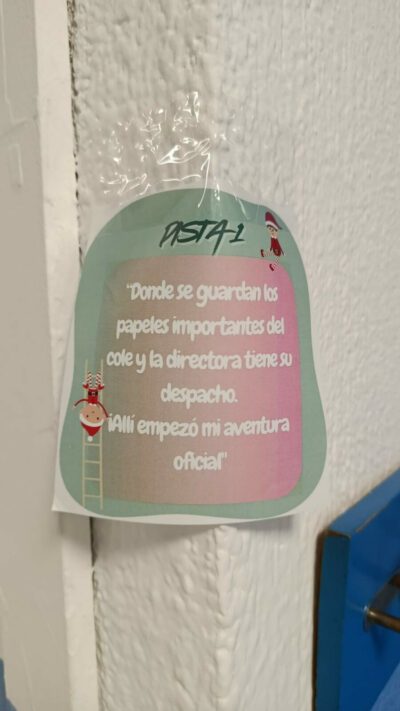 PISTA-1
"Donde se guardan los
papeles importantes del
cole y la directora tiene su
despacho.
¡Allí empezó mi aventura
oficial"